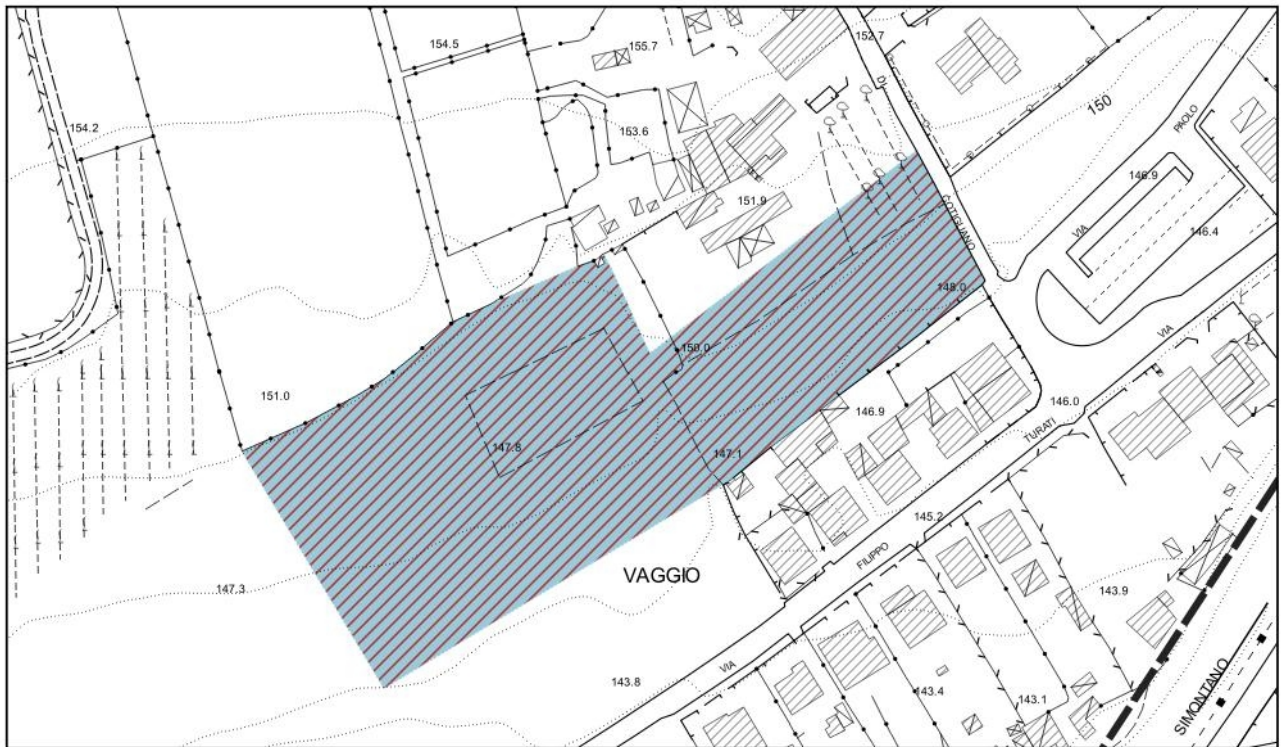 154.5
155.7
152.7
154.2
153.6
150
PAOLO
146.9
VIA
DI
COTIGLIANO
151.9
146.4
148.0
VIA
150.0
151.0
146.9
146.0
TURATI
147.8
147.1
145.2
FILIPPO
VAGGIO
147.3
143.9
VIA
143.8
143.4
143.1
SIMONTANO